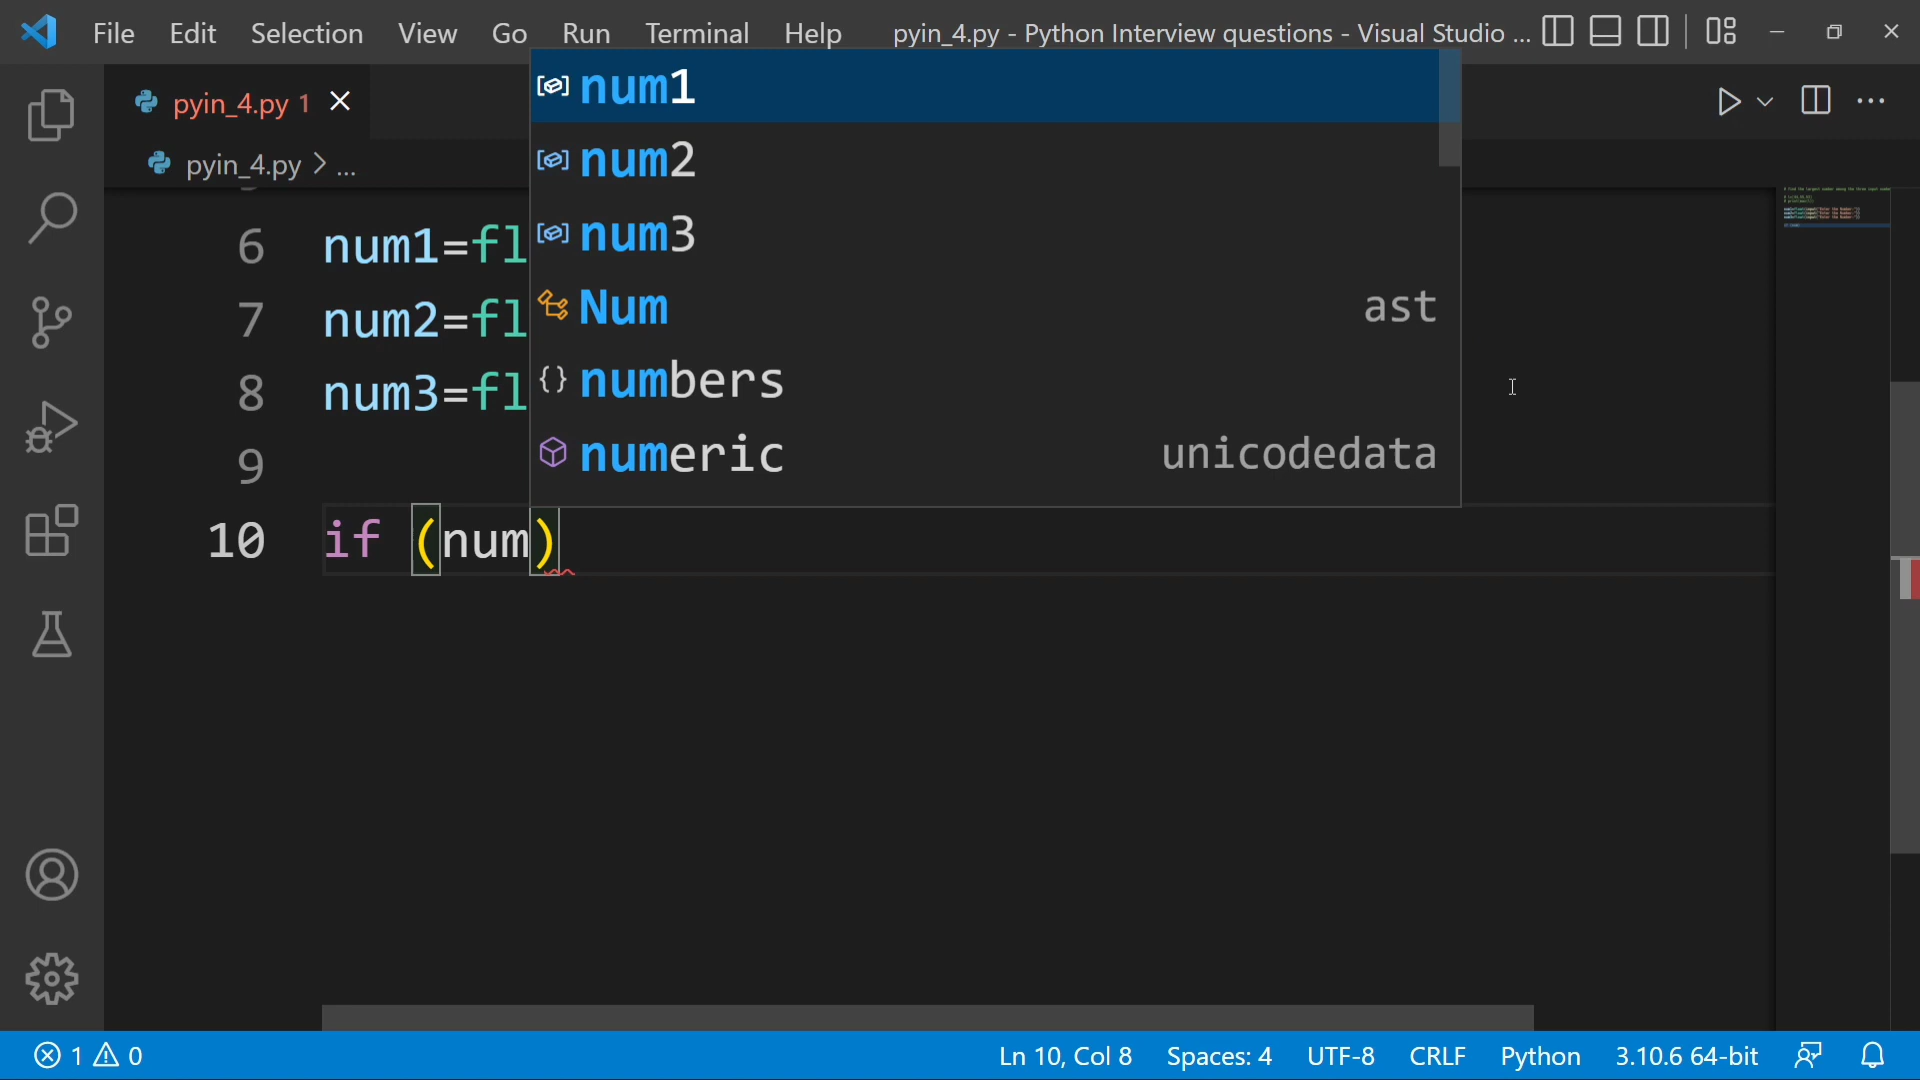 File Edit Selection View Go Run Terminal Help pyin_4.py - Python Interview questions - Visual Studio ...
pyin_4.py 1
pyin_4.py > ...
num1
num2
num3
Num ast
numbers
numeric unicodedata
6 num1=fl
7 num2=fl
8 num3=fl
9
10 if (num)
1 0 Ln 10, Col 8 Spaces: 4 UTF-8 CRLF Python 3.10.6 64-bit